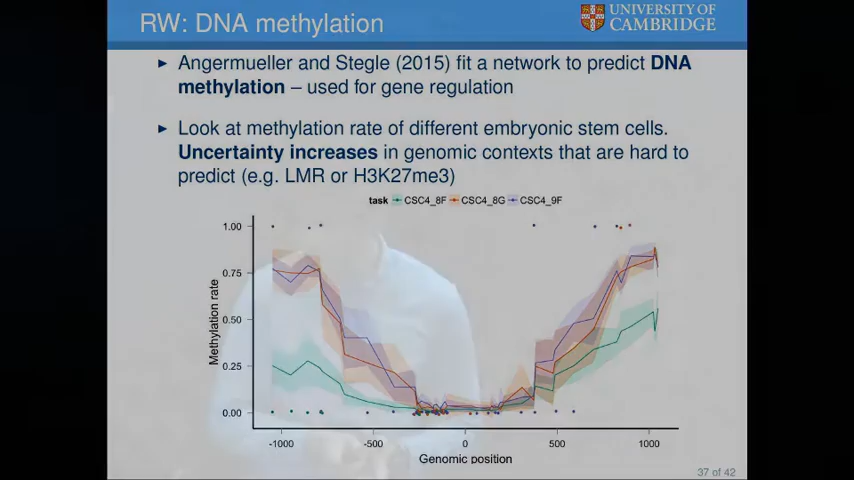 RW: DNA methylation
UNIVERSITY OF
CAMBRIDGE
▶ Angermueller and Stegle (2015) fit a network to predict DNA
methylation – used for gene regulation
▶ Look at methylation rate of different embryonic stem cells.
Uncertainty increases in genomic contexts that are hard to
predict (e.g. LMR or H3K27me3)
task CSC4_8F CSC4_8G CSC4_9F
1.00
0.75
0.50
0.25
0.00
Methylation rate
-1000 -500 0 500 1000
Genomic position
37 of 42